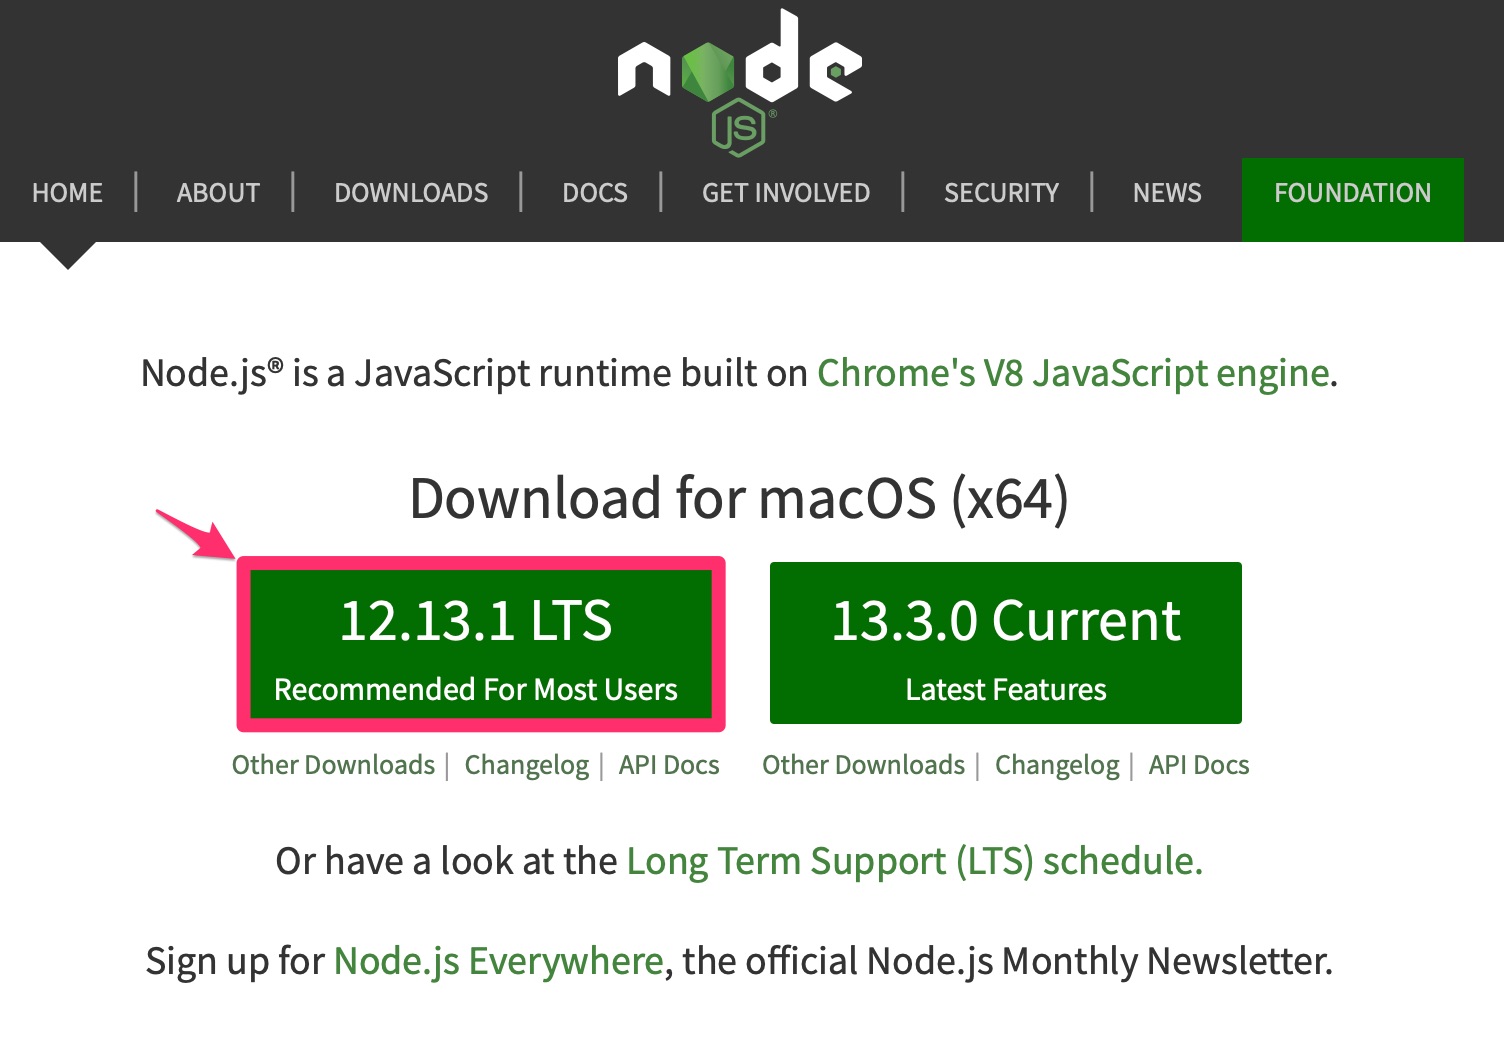 node
JS®
HOME | ABOUT | DOWNLOADS | DOCS | GET INVOLVED | SECURITY | NEWS FOUNDATION
Node.js® is a JavaScript runtime built on Chrome's V8 JavaScript engine.
Download for macOS (x64)
12.13.1 LTS
Recommended For Most Users
13.3.0 Current
Latest Features
Other Downloads | Changelog | API Docs
Other Downloads | Changelog | API Docs
Or have a look at the Long Term Support (LTS) schedule.
Sign up for Node.js Everywhere, the official Node.js Monthly Newsletter.